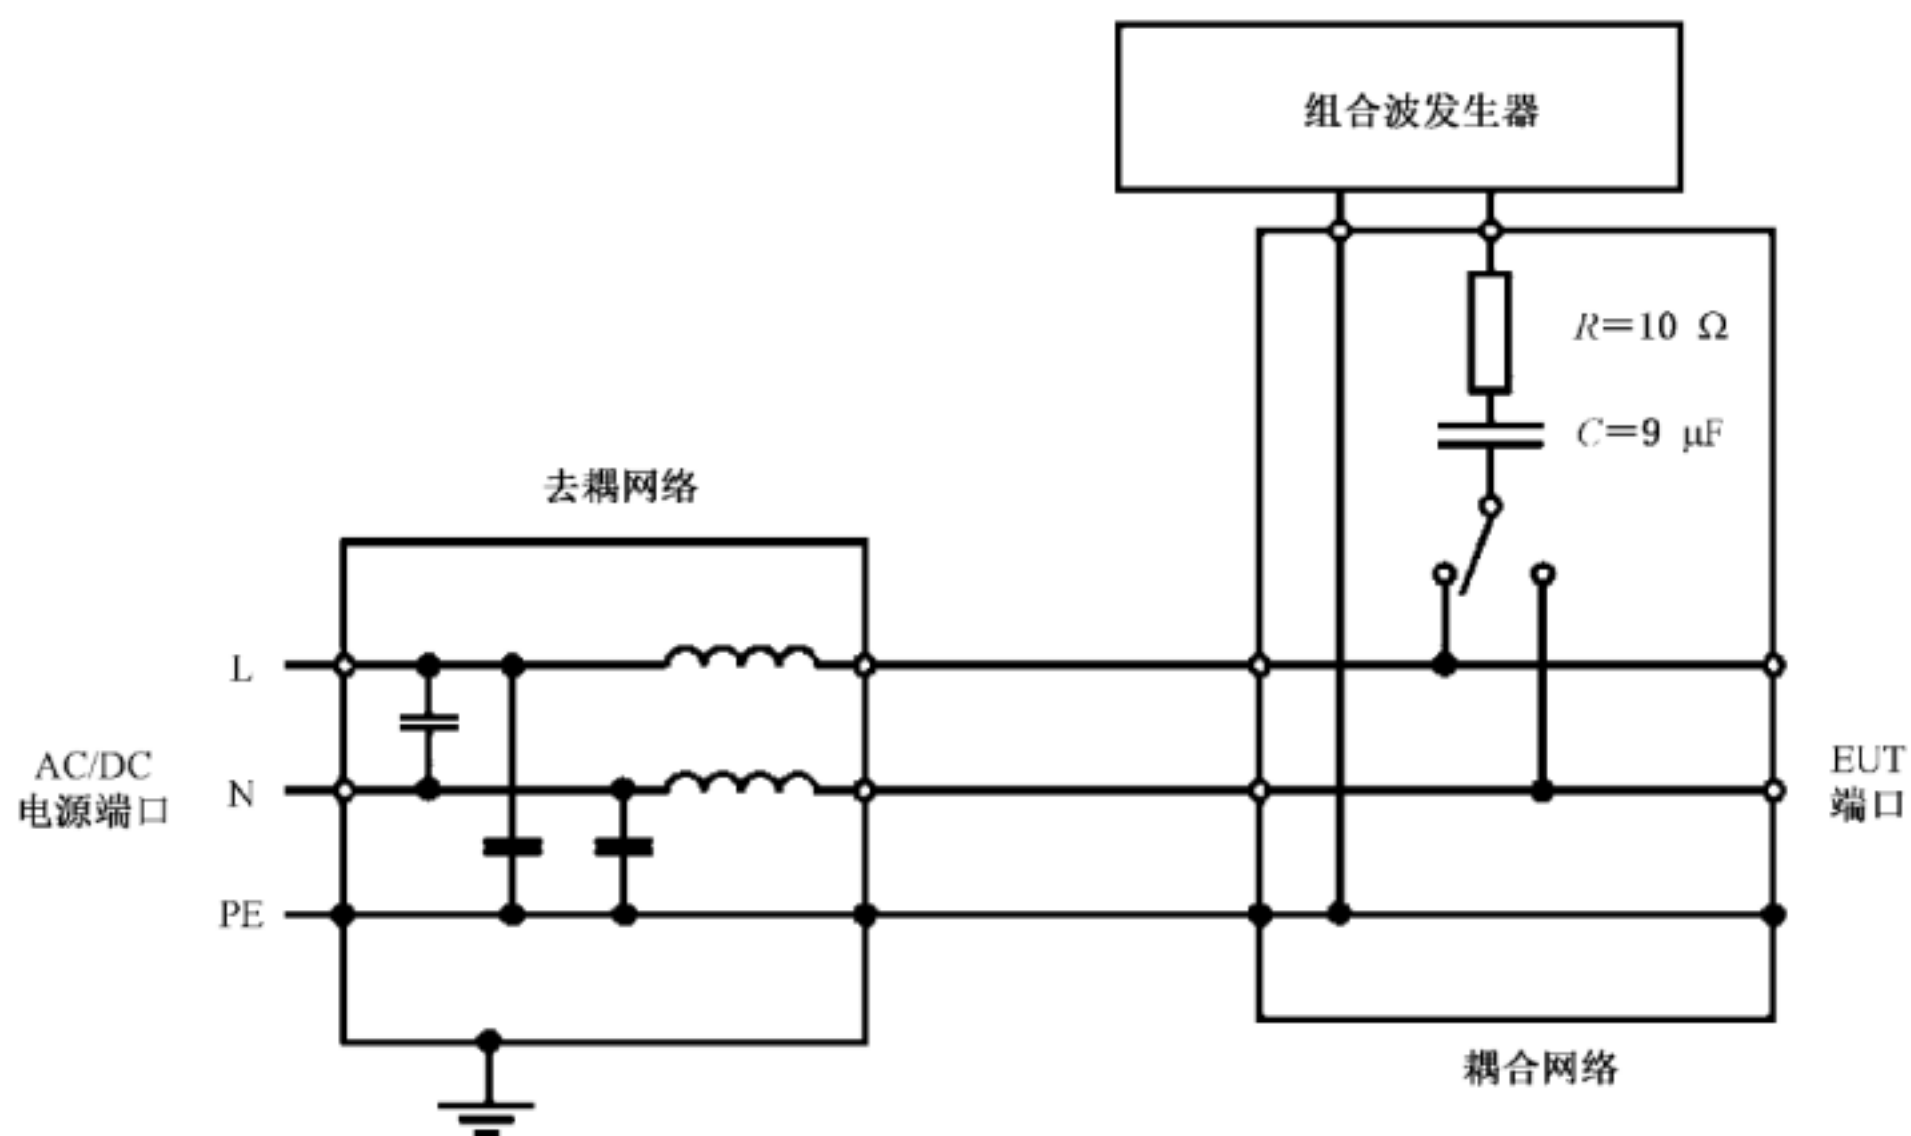 组合波发生器
R=10 Ω
C=9 μF
去耦网络
L
AC/DC
电源端口
N
EUT
端口
PE
耦合网络